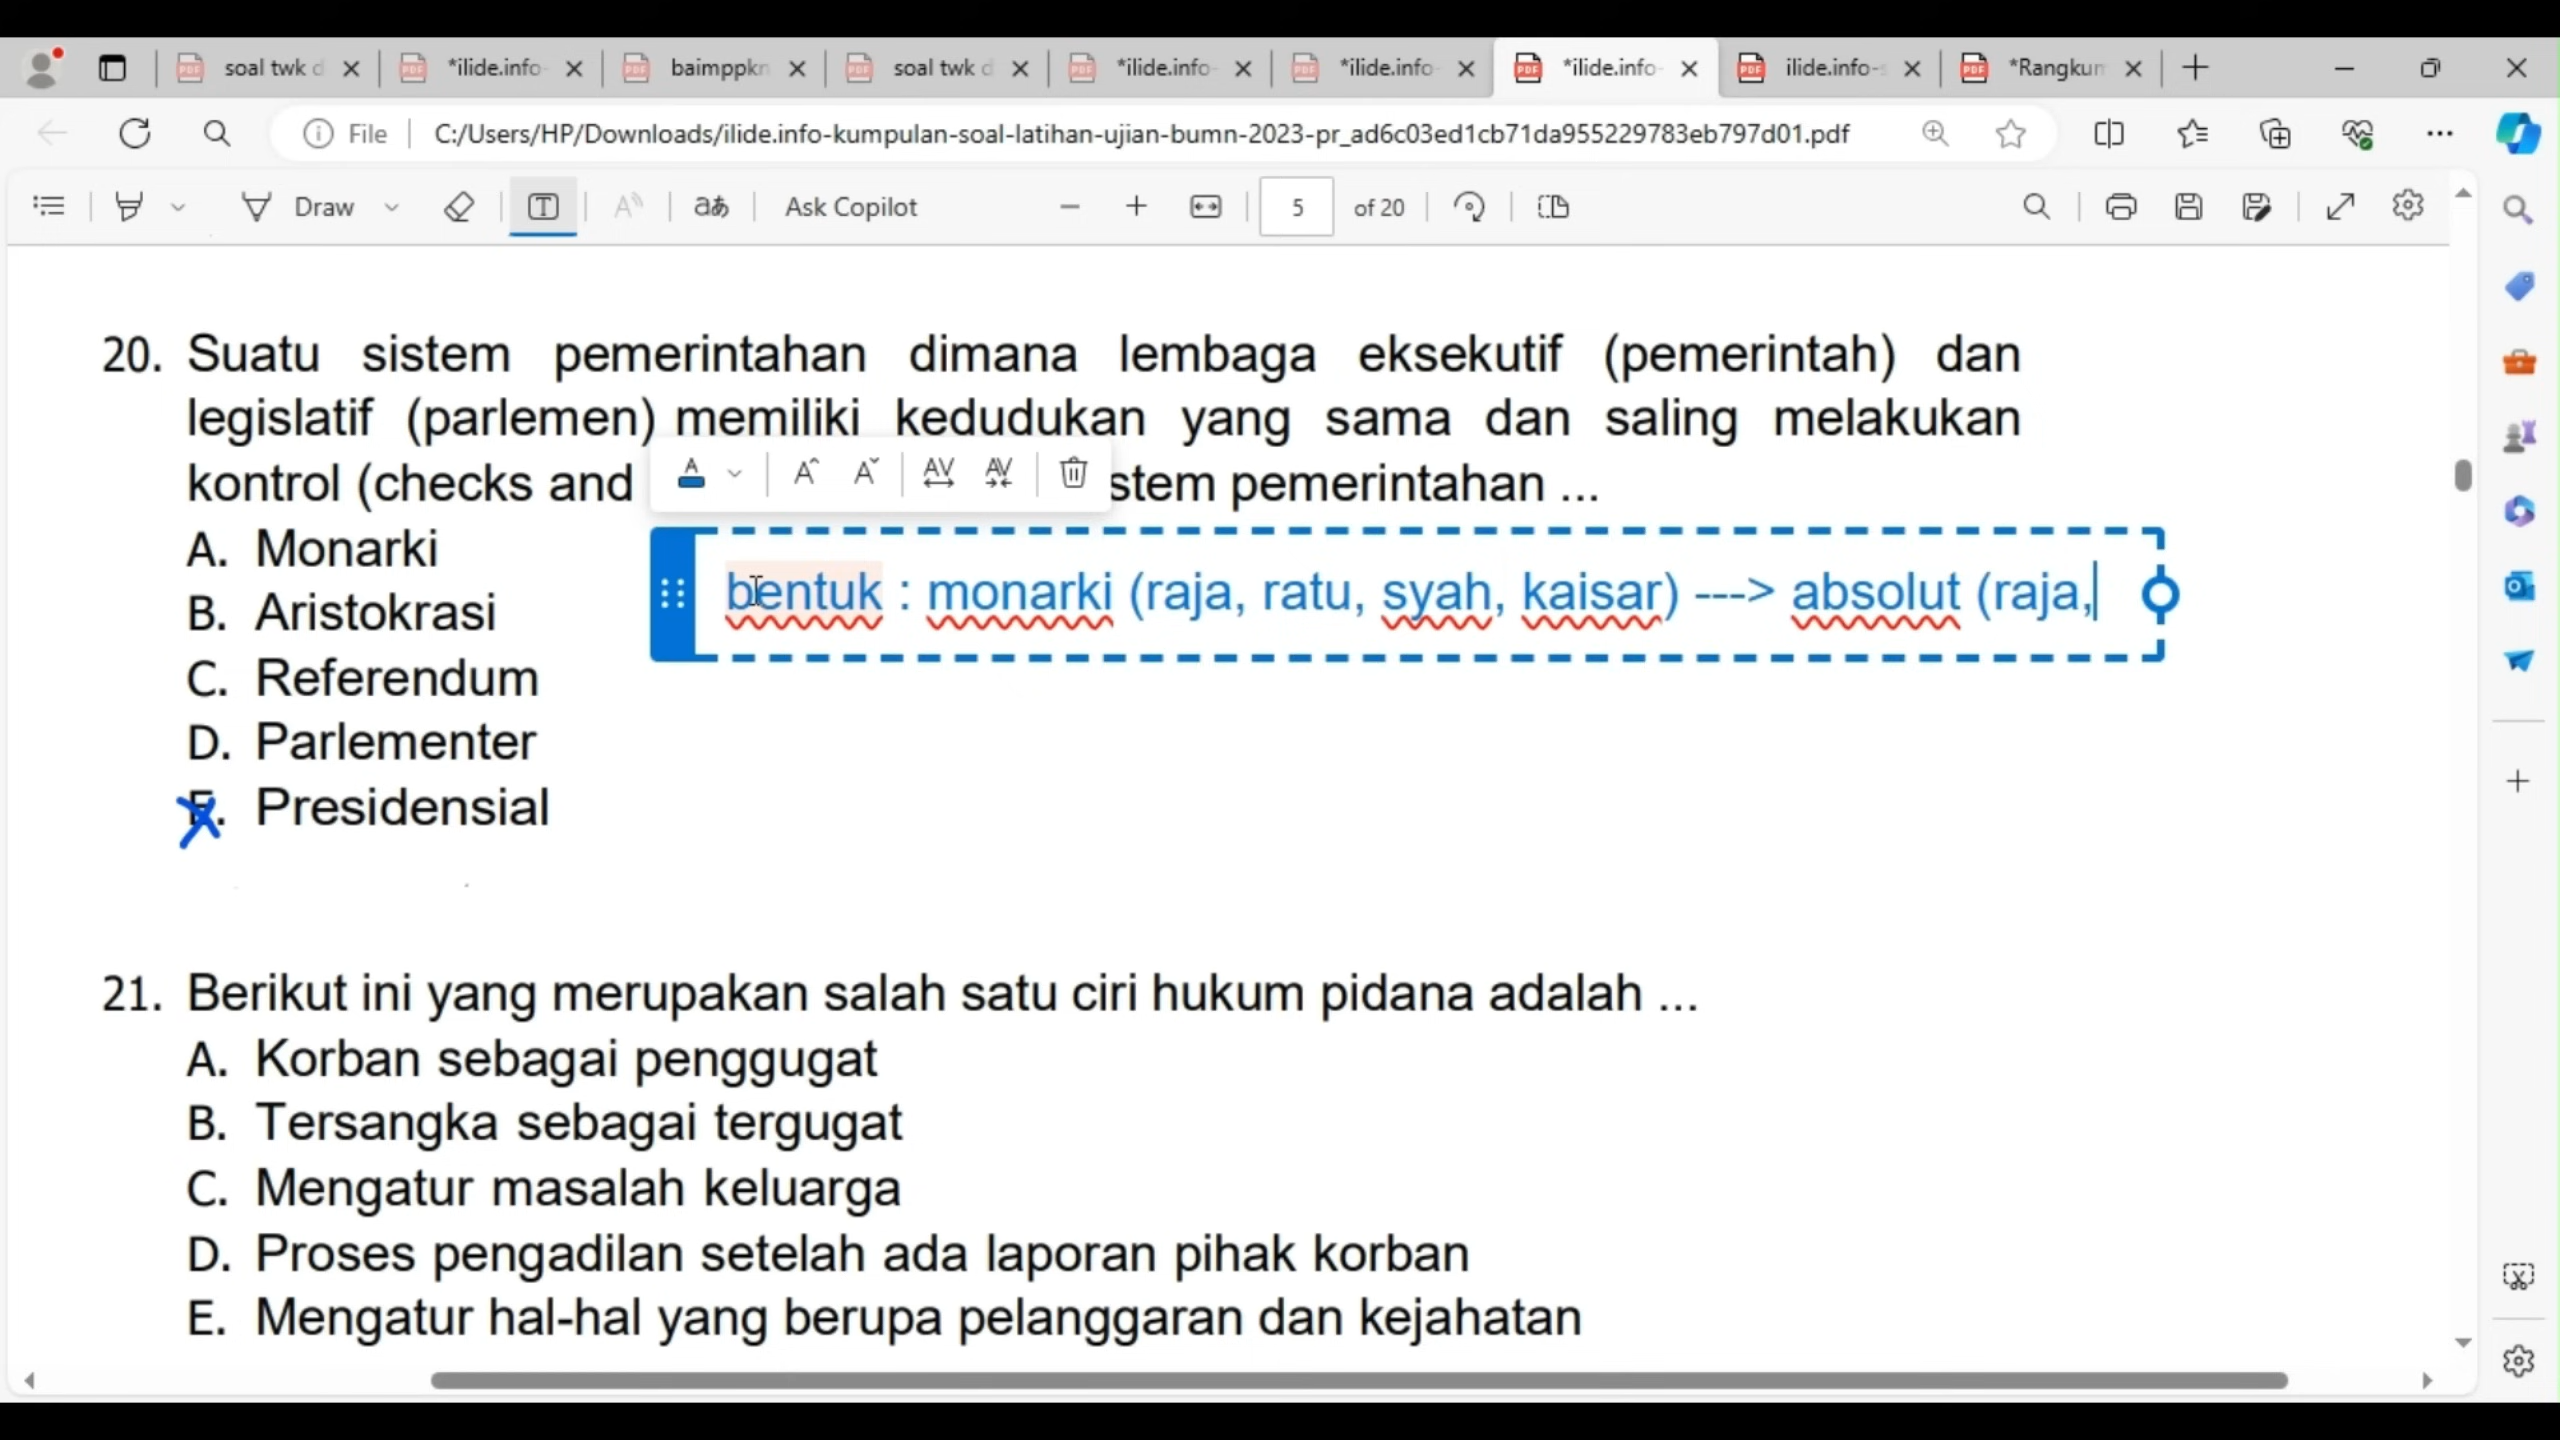 soal twk d
*ilide.info-
baimppkn
soal twk d
*ilide.info-
*ilide.info-
*ilide.info-
ilide.info-s
*Rangkum
File
C:/Users/HP/Downloads/ilide.info-kumpulan-soal-latihan-ujian-bumn-2023-pr_ad6c03ed1cb71da955229783eb797d01.pdf
Draw
Ask Copilot
5
of 20
20. Suatu sistem pemerintahan dimana lembaga eksekutif (pemerintah) dan
legislatif (parlemen) memiliki kedudukan yang sama dan saling melakukan
kontrol (checks and stem pemerintahan ...
A. Monarki
bentuk : monarki (raja, ratu, syah, kaisar) ---> absolut (raja,
B. Aristokrasi
C. Referendum
D. Parlementer
E. Presidensial
21. Berikut ini yang merupakan salah satu ciri hukum pidana adalah ...
A. Korban sebagai penggugat
B. Tersangka sebagai tergugat
C. Mengatur masalah keluarga
D. Proses pengadilan setelah ada laporan pihak korban
E. Mengatur hal-hal yang berupa pelanggaran dan kejahatan